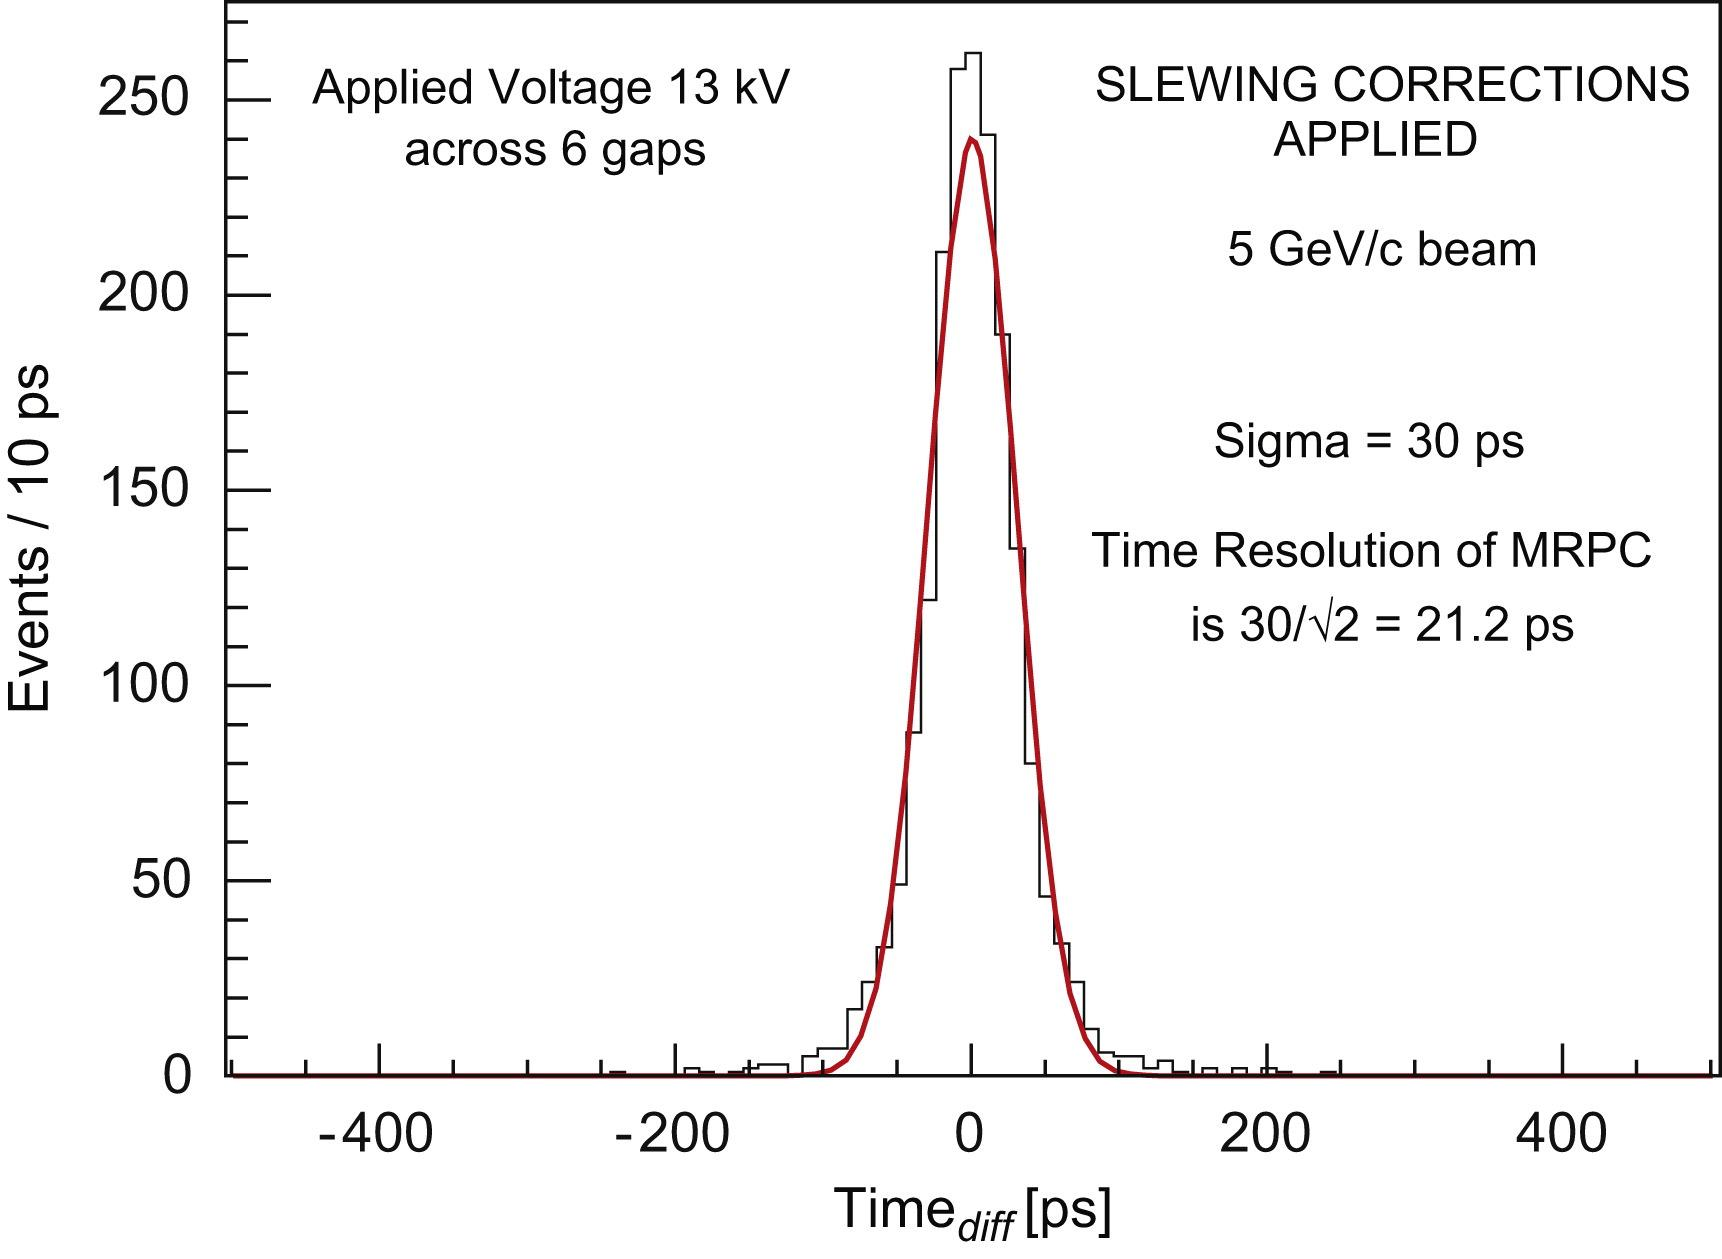 Applied Voltage 13 kV
across 6 gaps
SLEWING CORRECTIONS
APPLIED
5 GeV/c beam
Sigma = 30 ps
Time Resolution of MRPC
is 30/√2 = 21.2 ps
Events / 10 ps
250
200
150
100
50
0
-400
-200
0
200
400
Time diff [ps]